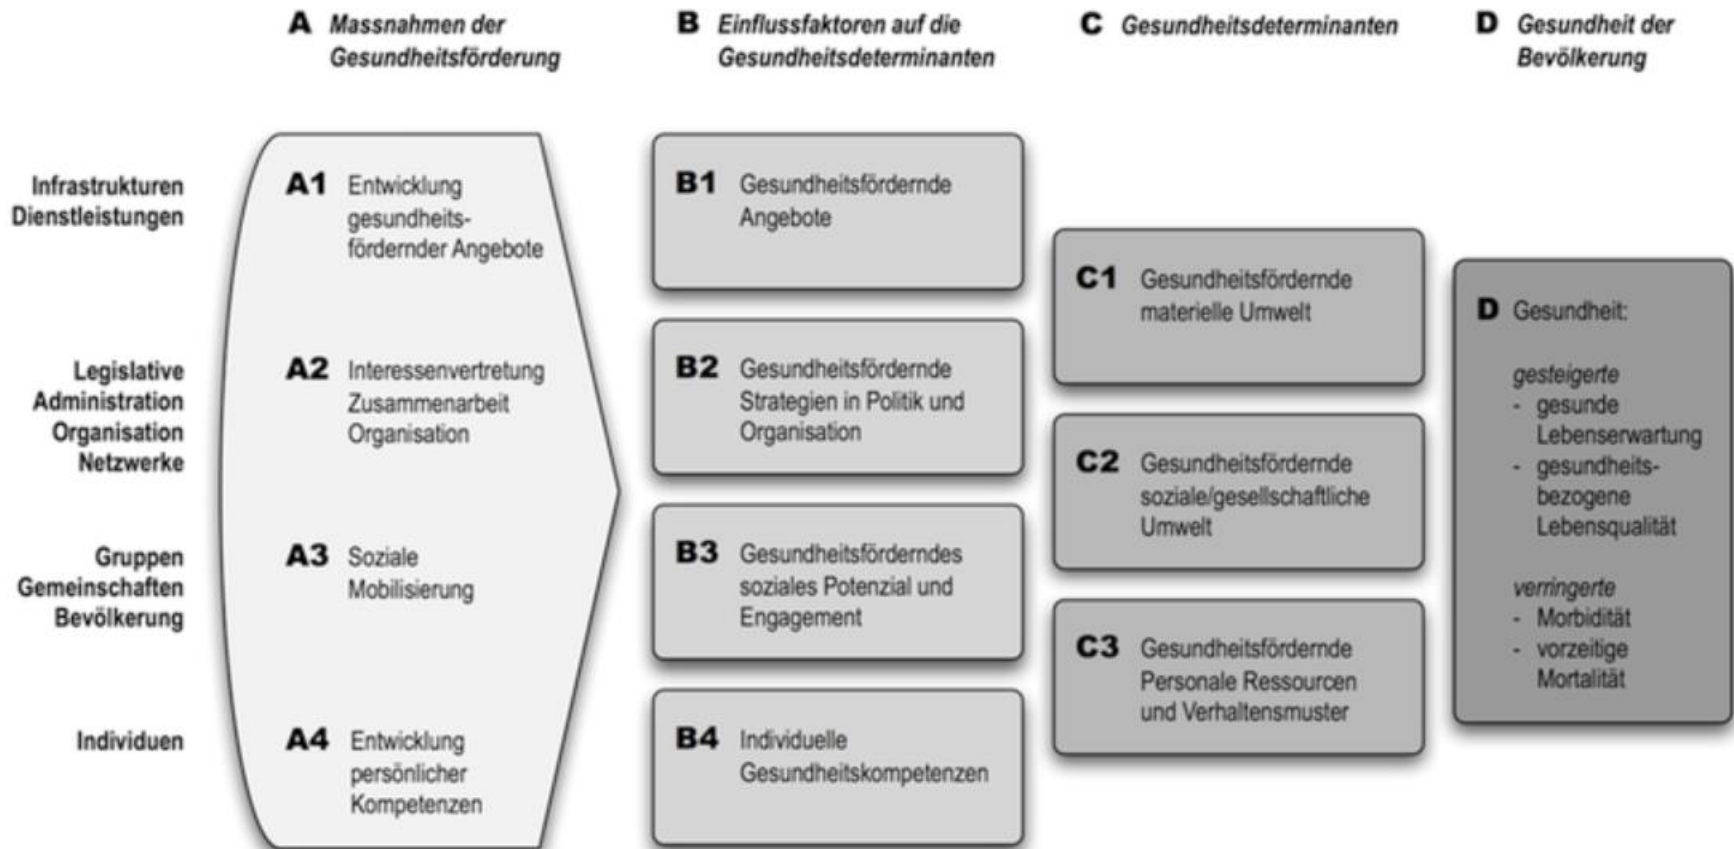 A Massnahmen der
Gesundheitsförderung
B Einflussfaktoren auf die
Gesundheitsdeterminanten
C Gesundheitsdeterminanten
D Gesundheit der
Bevölkerung
Infrastrukturen
Dienstleistungen
Legislative
Administration
Organisation
Netzwerke
Gruppen
Gemeinschaften
Bevölkerung
Individuen
A1 Entwicklung
gesundheits-
fördernder Angebote
A2 Interessenvertretung
Zusammenarbeit
Organisation
A3 Soziale
Mobilisierung
A4 Entwicklung
persönlicher
Kompetenzen
B1 Gesundheitsfördernde
Angebote
B2 Gesundheitsfördernde
Strategien in Politik und
Organisation
B3 Gesundheitsförderndes
soziales Potenzial und
Engagement
B4 Individuelle
Gesundheitskompetenzen
C1 Gesundheitsfördernde
materielle Umwelt
C2 Gesundheitsfördernde
soziale/gesellschaftliche
Umwelt
C3 Gesundheitsfördernde
Personale Ressourcen
und Verhaltensmuster
D Gesundheit:
gesteigerte
- gesunde
Lebenserwartung
- gesundheits-
bezogene
Lebensqualität
verringerte
- Morbidität
- vorzeitige
Mortalität